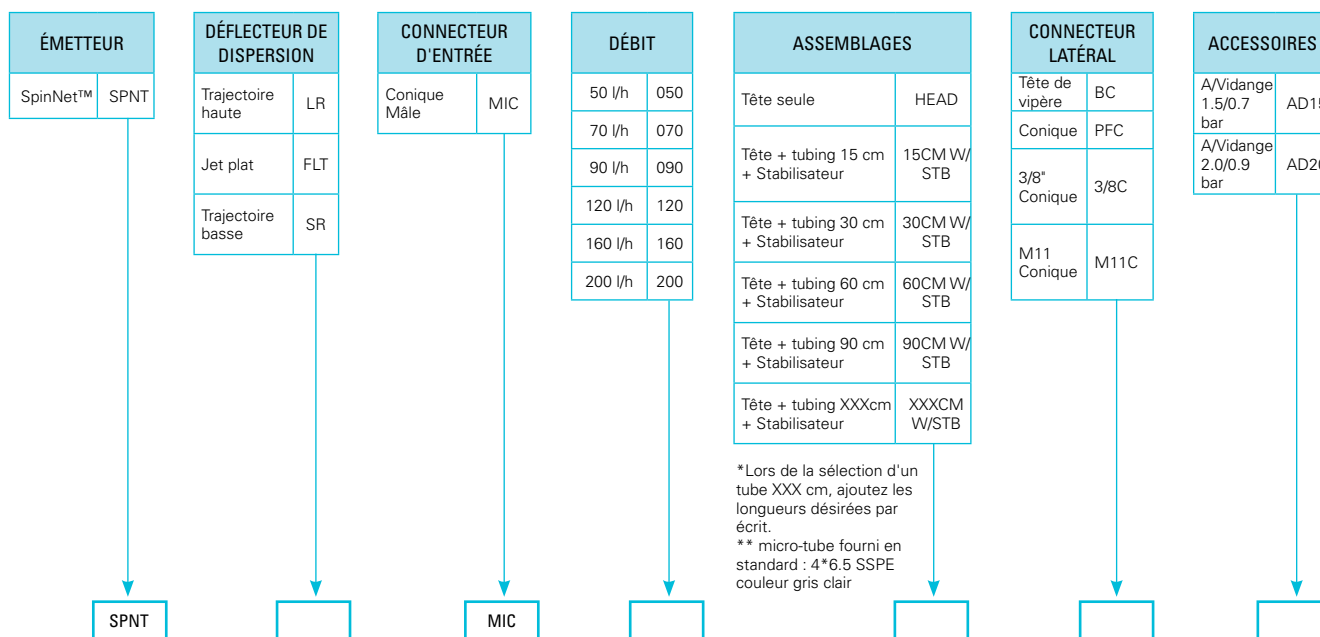 ÉMETTEUR
SpinNet™ SPNT
DÉFLECTEUR DE
DISPERSION
Trajectoire
haute
LR
Jet plat FLT
Trajectoire
basse
SR
CONNECTEUR
D'ENTRÉE
Conique
Mâle
MIC
DÉBIT
50 l/h 050
70 l/h 070
90 l/h 090
120 l/h 120
160 l/h 160
200 l/h 200
ASSEMBLAGES
Tête seule HEAD
Tête + tubing 15 cm
+ Stabilisateur
15CM W/
STB
Tête + tubing 30 cm
+ Stabilisateur
30CM W/
STB
Tête + tubing 60 cm
+ Stabilisateur
60CM W/
STB
Tête + tubing 90 cm
+ Stabilisateur
90CM W/
STB
Tête + tubing XXXcm
+ Stabilisateur
XXXCM
W/STB
*Lors de la sélection d'un
tube XXX cm, ajoutez les
longueurs désirées par
écrit.
** micro-tube fourni en
standard : 4*6.5 SSPE
couleur gris clair
CONNECTEUR
LATÉRAL
Tête de
vipère
BC
Conique PFC
3/8"
Conique
3/8C
M11
Conique
M11C
ACCESSOIRES
A/Vidange
1.5/0.7
bar
A/Vidange
2.0/0.9
bar
SPNT
MIC